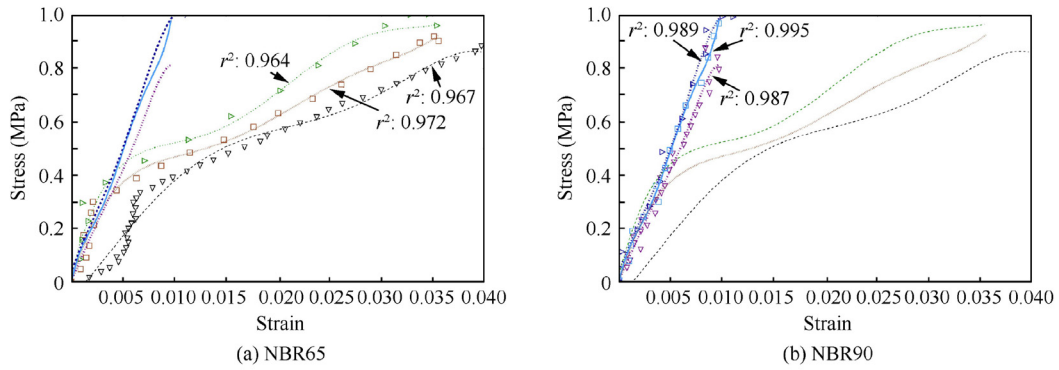 1.0
0.8
0.6
0.4
0.2
0
Stress (MPa)
r²: 0.964
r²: 0.967
r²: 0.972
0.005 0.010 0.015 0.020 0.025 0.030 0.035 0.040
Strain
(a) NBR65
1.0
0.8
0.6
0.4
0.2
0
Stress (MPa)
r²: 0.989
r²: 0.995
r²: 0.987
0.005 0.010 0.015 0.020 0.025 0.030 0.035 0.040
Strain
(b) NBR90